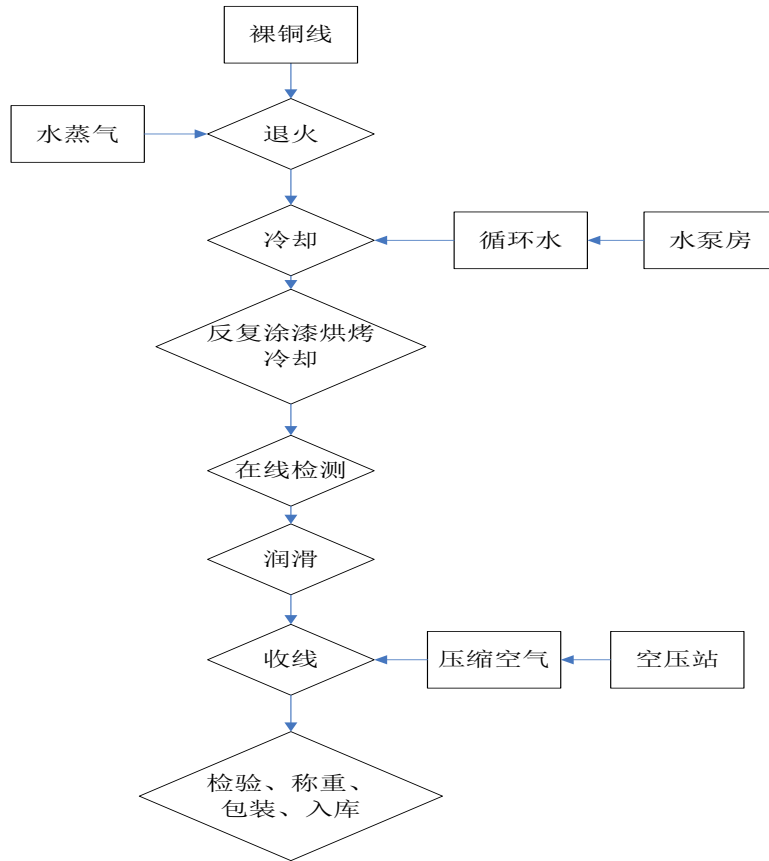 裸铜线
水蒸气
退火
冷却
循环水
水泵房
反复涂漆烘烤
冷却
在线检测
润滑
收线
压缩空气
空压站
检验、称重、
包装、入库